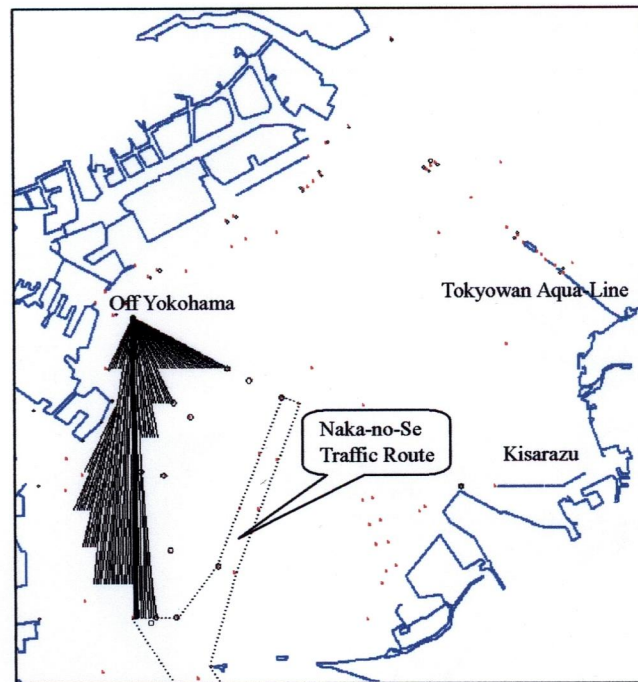 Off Yokohama
Tokyowan Aqua-Line
Naka-no-Se
Traffic Route
Kisarazu